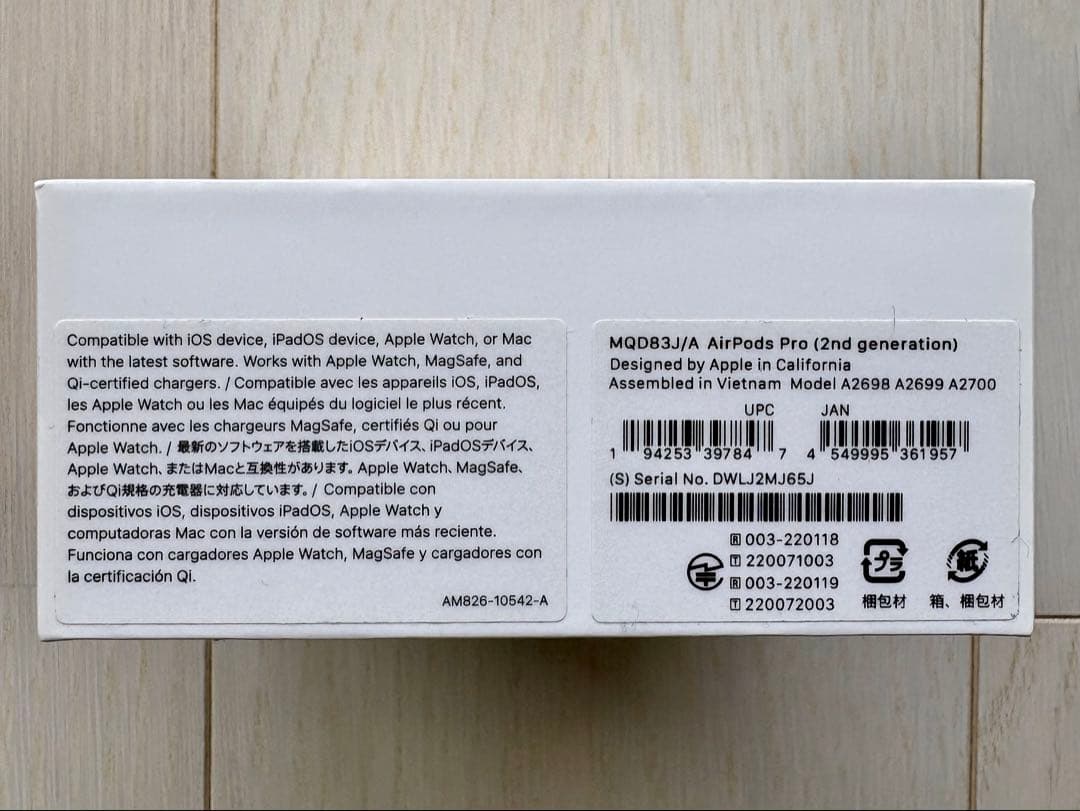 Compatible with iOS device, iPadOS device, Apple Watch, or Mac
with the latest software. Works with Apple Watch, MagSafe, and
Qi-certified chargers. / Compatible avec les appareils iOS, iPadOS,
les Apple Watch ou les Mac équipés du logiciel le plus récent.
Fonctionne avec les chargeurs MagSafe, certifiés Qi ou pour
Apple Watch. / 最新のソフトウェアを搭載したiOSデバイス、iPadOSデバイス、
Apple Watch、またはMacと互換性があります。Apple Watch、MagSafe、
およびQi規格の充電器に対応しています。/ Compatible con
dispositivos iOS, dispositivos iPadOS, Apple Watch y
computadoras Mac con la versión de software más reciente.
Funciona con cargadores Apple Watch, MagSafe y cargadores con
la certificación Qi.
AM826-10542-A
MQD83J/A AirPods Pro (2nd generation)
Designed by Apple in California
Assembled in Vietnam Model A2698 A2699 A2700
UPC JAN
1 94253 39784 7 4 549995 361957
(S) Serial No. DWLJ2MJ65J
R 003-220118
T 220071003
R 003-220119
T 220072003
プラ 紙
梱包材 箱、梱包材